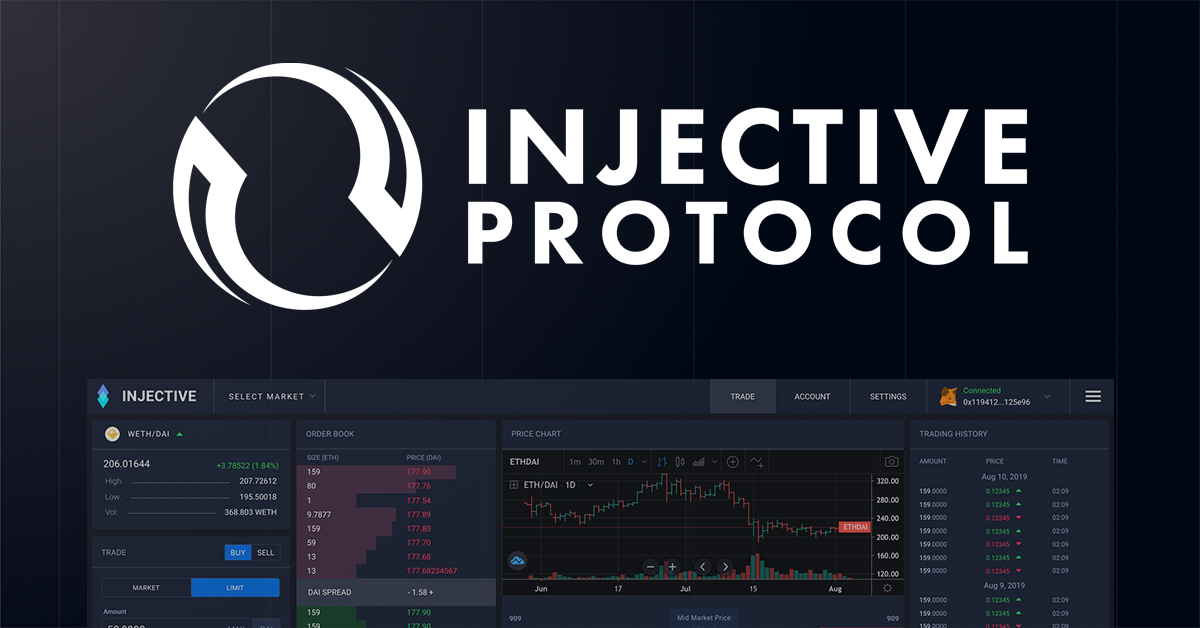 INJECTIVE
PROTOCOL
INJECTIVE
SELECT MARKET
TRADE
ACCOUNT
SETTINGS
Connected
0x119412...125e96
WETH/DAI
206.01644
+3.78522 (1.84%)
High:
207.72612
Low:
195.50018
Vol:
368.803 WETH
TRADE
BUY
SELL
MARKET
LIMIT
Amount
ORDER BOOK
SIZE (ETH) PRICE (DAI)
159 177.90
80 177.76
1 177.54
9.7877 177.89
159 177.80
59 177.70
13 177.68
13 177.68234567
DAI SPREAD - 1.58 +
159 177.90
159 177.90
PRICE CHART
ETHDAI 1m 30m 1h D
ETH/DAI · 1D
320.00
280.00
240.00
ETHDAI
200.00
160.00
120.00
Jun 17 Jul 15 Aug
909 Mid Market Price 909
TRADING HISTORY
AMOUNT PRICE TIME
Aug 10, 2019
159.0000 0.12345 02:09
159.0000 0.12345 02:09
159.0000 0.12345 02:09
159.0000 0.12345 02:09
159.0000 0.12345 02:09
159.0000 0.12345 02:09
159.0000 0.12345 02:09
Aug 9, 2019
159.0000 0.12345 02:09
159.0000 0.12345 02:09
159.0000 0.12345 02:09